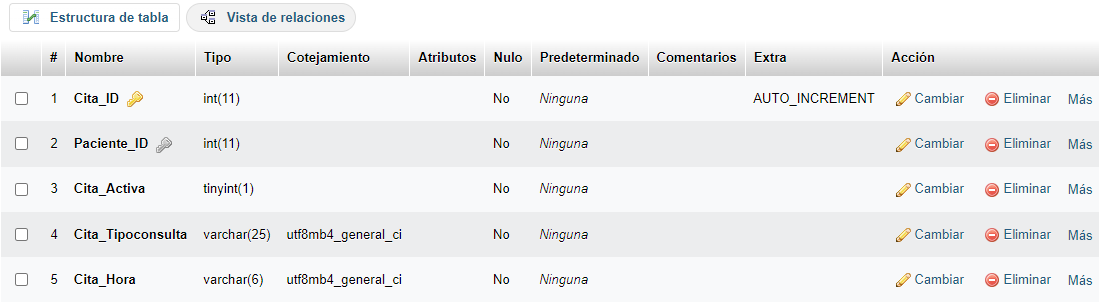 Estructura de tabla Vista de relaciones
# Nombre Tipo Cotejamiento Atributos Nulo Predeterminado Comentarios Extra Acción
1 Cita_ID int(11) No Ninguna AUTO_INCREMENT Cambiar Eliminar Más
2 Paciente_ID int(11) No Ninguna Cambiar Eliminar Más
3 Cita_Activa tinyint(1) No Ninguna Cambiar Eliminar Más
4 Cita_Tipoconsulta varchar(25) utf8mb4_general_ci No Ninguna Cambiar Eliminar Más
5 Cita_Hora varchar(6) utf8mb4_general_ci No Ninguna Cambiar Eliminar Más